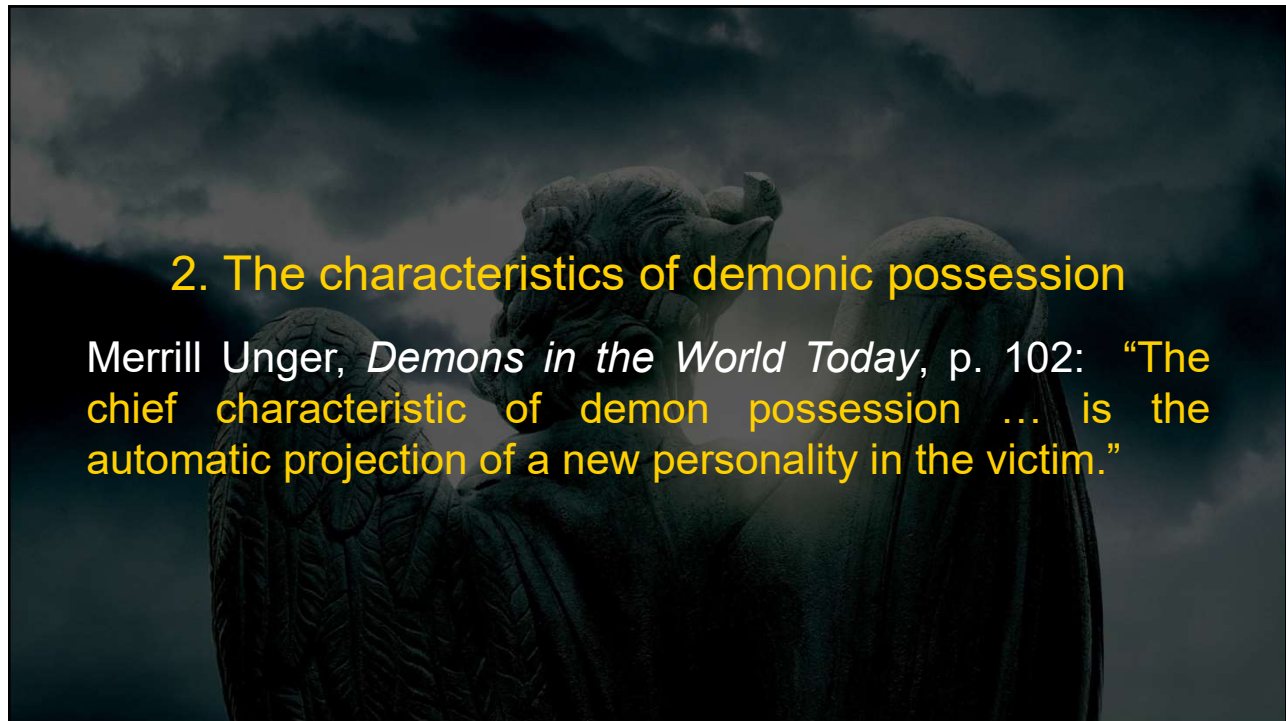 2. The characteristics of demonic possession
Merrill Unger, Demons in the World Today, p. 102: “The
chief characteristic of demon possession … is the
automatic projection of a new personality in the victim.”